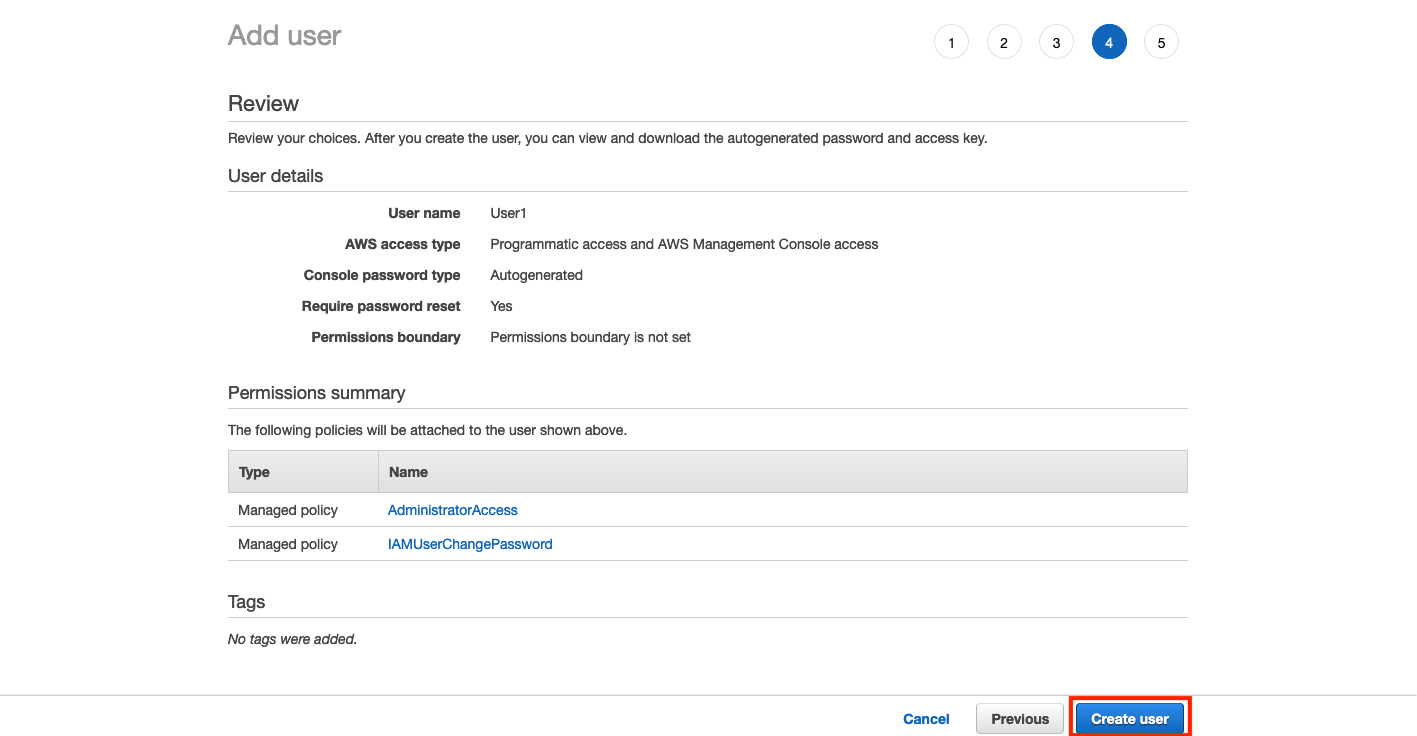 Add user
1 2 3 4 5
Review
Review your choices. After you create the user, you can view and download the autogenerated password and access key.
User details
User name User1
AWS access type Programmatic access and AWS Management Console access
Console password type Autogenerated
Require password reset Yes
Permissions boundary Permissions boundary is not set
Permissions summary
The following policies will be attached to the user shown above.
Type Name
Managed policy AdministratorAccess
Managed policy IAMUserChangePassword
Tags
No tags were added.
Cancel Previous Create user